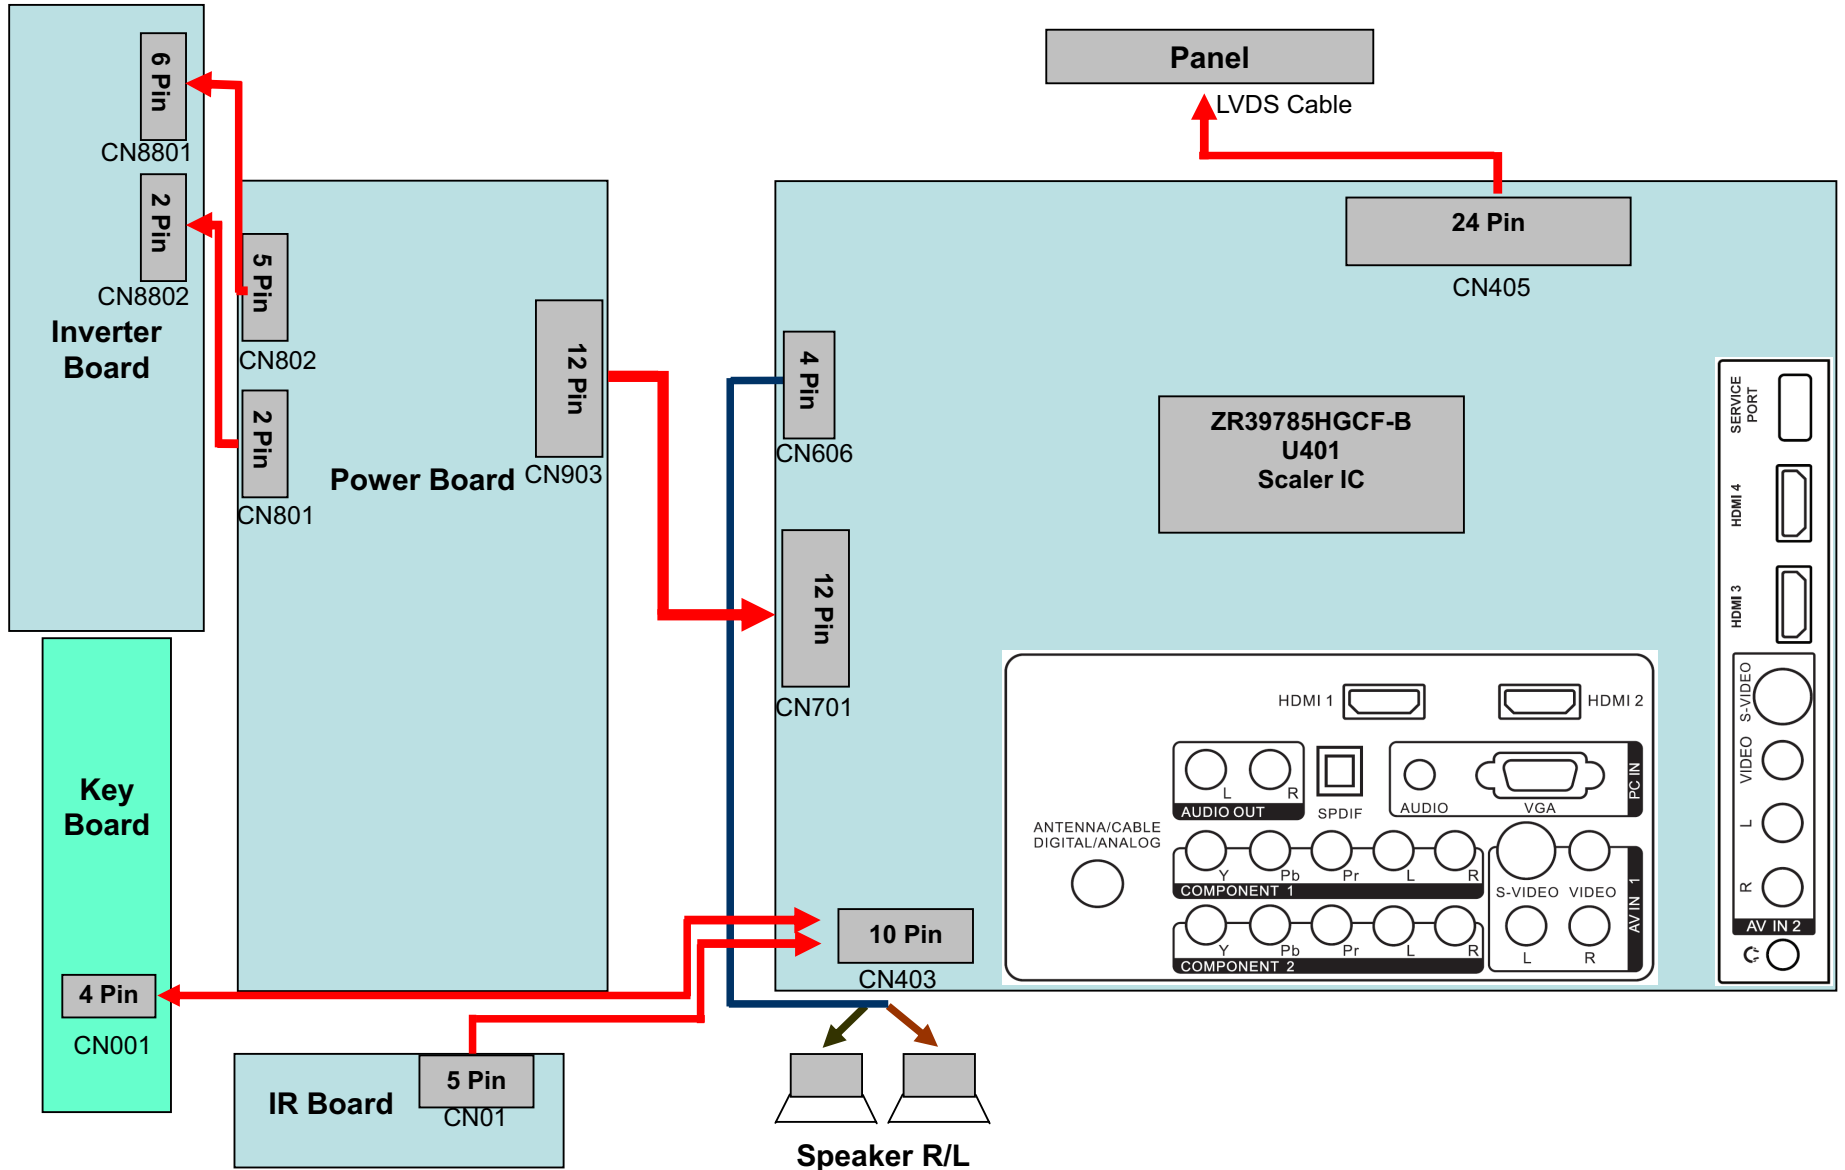 6 Pin
CN8801
2 Pin
CN8802
Inverter
Board
5 Pin
CN802
2 Pin
CN801
12 Pin
CN903
Power Board
Panel
LVDS Cable
24 Pin
CN405
4 Pin
CN606
ZR39785HGCF-B
U401
Scaler IC
12 Pin
CN701
SERVICE
PORT
HDMI 4
HDMI 3
S-VIDEO
VIDEO
L
R
AV IN 2
HDMI 1
HDMI 2
L
R
AUDIO OUT
SPDIF
AUDIO
VGA
PC IN
ANTENNA/CABLE
DIGITAL/ANALOG
Y Pb Pr L R
COMPONENT 1
S-VIDEO VIDEO
AV IN 1
Y Pb Pr L R
COMPONENT 2
L R
10 Pin
CN403
Key
Board
4 Pin
CN001
IR Board
5 Pin
CN01
Speaker R/L